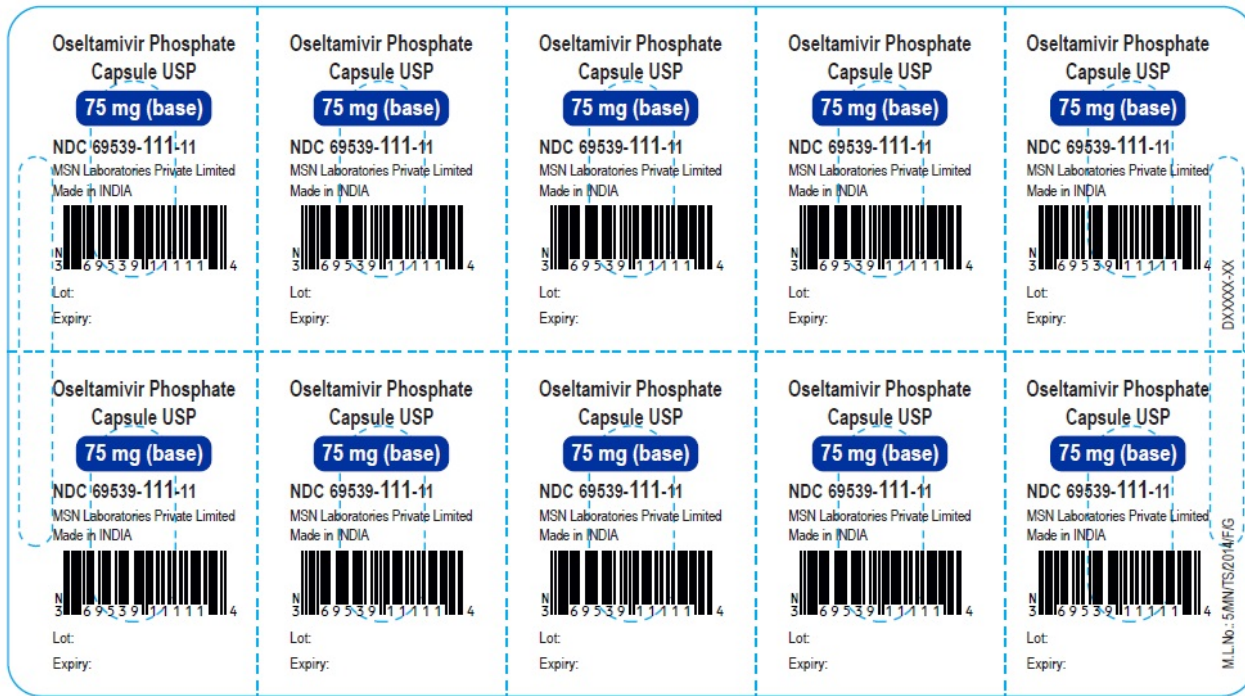 Oseltamivir Phosphate
Capsule USP
75 mg (base)
NDC 69539-111-11
MSN Laboratories Private Limited
Made in INDIA
N
3 69539 11111 4
Lot:
Expiry:
Oseltamivir Phosphate
Capsule USP
75 mg (base)
NDC 69539-111-11
MSN Laboratories Private Limited
Made in INDIA
N
3 69539 11111 4
Lot:
Expiry:
Oseltamivir Phosphate
Capsule USP
75 mg (base)
NDC 69539-111-11
MSN Laboratories Private Limited
Made in INDIA
N
3 69539 11111 4
Lot:
Expiry:
Oseltamivir Phosphate
Capsule USP
75 mg (base)
NDC 69539-111-11
MSN Laboratories Private Limited
Made in INDIA
N
3 69539 11111 4
Lot:
Expiry:
Oseltamivir Phosphate
Capsule USP
75 mg (base)
NDC 69539-111-11
MSN Laboratories Private Limited
Made in INDIA
N
3 69539 11111 4
Lot:
Expiry:
DXXXX-XX
Oseltamivir Phosphate
Capsule USP
75 mg (base)
NDC 69539-111-11
MSN Laboratories Private Limited
Made in INDIA
N
3 69539 11111 4
Lot:
Expiry:
Oseltamivir Phosphate
Capsule USP
75 mg (base)
NDC 69539-111-11
MSN Laboratories Private Limited
Made in INDIA
N
3 69539 11111 4
Lot:
Expiry:
Oseltamivir Phosphate
Capsule USP
75 mg (base)
NDC 69539-111-11
MSN Laboratories Private Limited
Made in INDIA
N
3 69539 11111 4
Lot:
Expiry:
Oseltamivir Phosphate
Capsule USP
75 mg (base)
NDC 69539-111-11
MSN Laboratories Private Limited
Made in INDIA
N
3 69539 11111 4
Lot:
Expiry:
Oseltamivir Phosphate
Capsule USP
75 mg (base)
NDC 69539-111-11
MSN Laboratories Private Limited
Made in INDIA
N
3 69539 11111 4
Lot:
Expiry:
M.L.No.: 5/MN/TS/2014/F/G